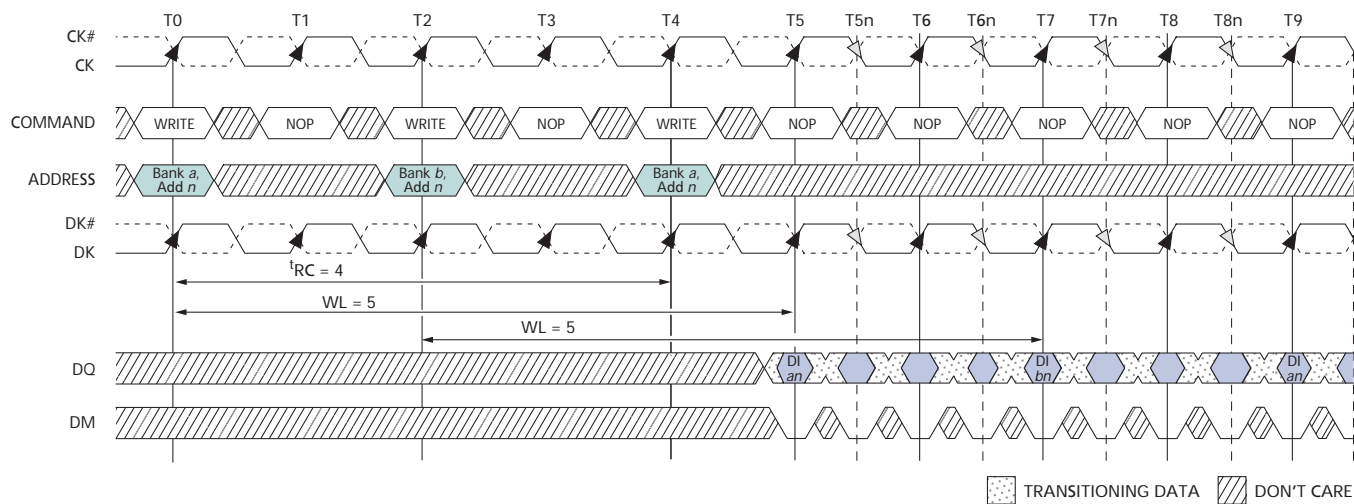 T0 T1 T2 T3 T4 T5 T5n T6 T6n T7 T7n T8 T8n T9
CK#
CK
COMMAND WRITE NOP WRITE NOP WRITE NOP NOP NOP NOP NOP
ADDRESS Bank a, Add n Bank b, Add n Bank a, Add n
DK#
DK
tRC = 4
WL = 5
WL = 5
DQ DI an DI bn DI an
DM
TRANSITIONING DATA DON'T CARE